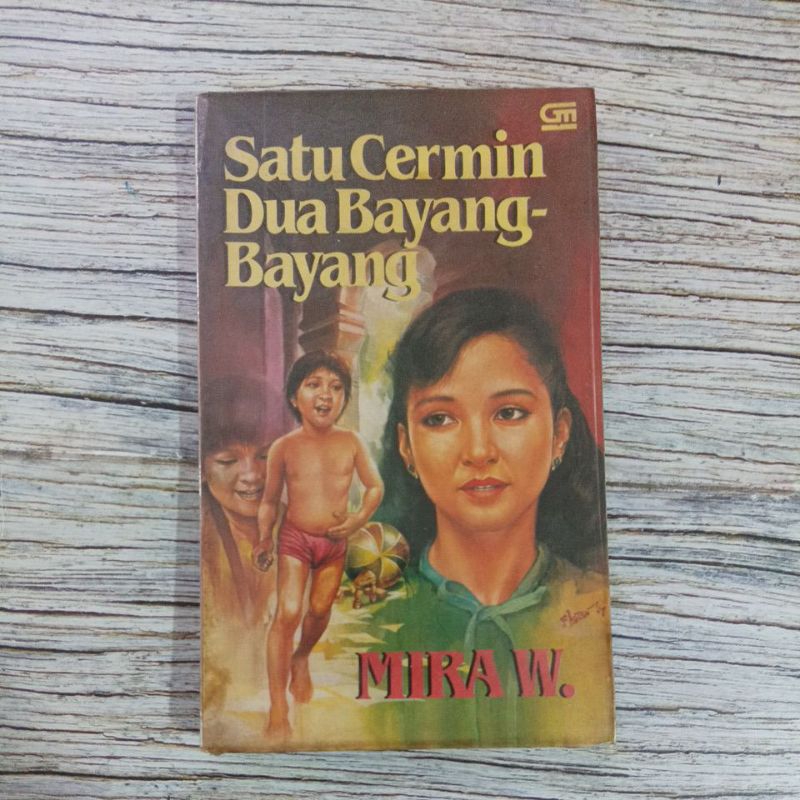 GM
Satu Cermin
Dua Bayang-
Bayang
MIRA W.